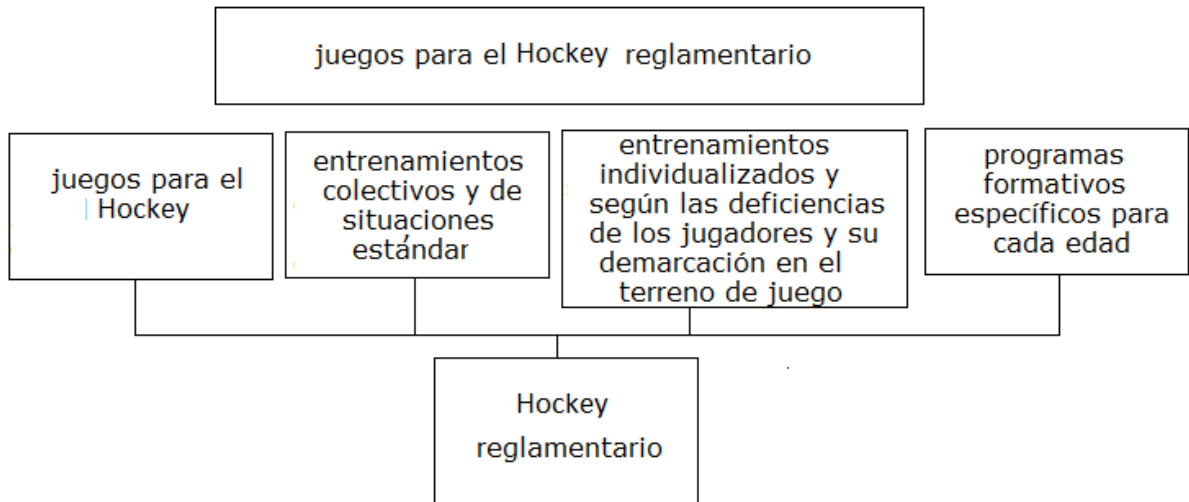 juegos para el Hockey reglamentario
juegos para el
Hockey
entrenamientos
colectivos y de
situaciones
estándar
entrenamientos
individualizados y
según las deficiencias
de los jugadores y su
demarcación en el
terreno de juego
programas
formativos
específicos para
cada edad
Hockey
reglamentario